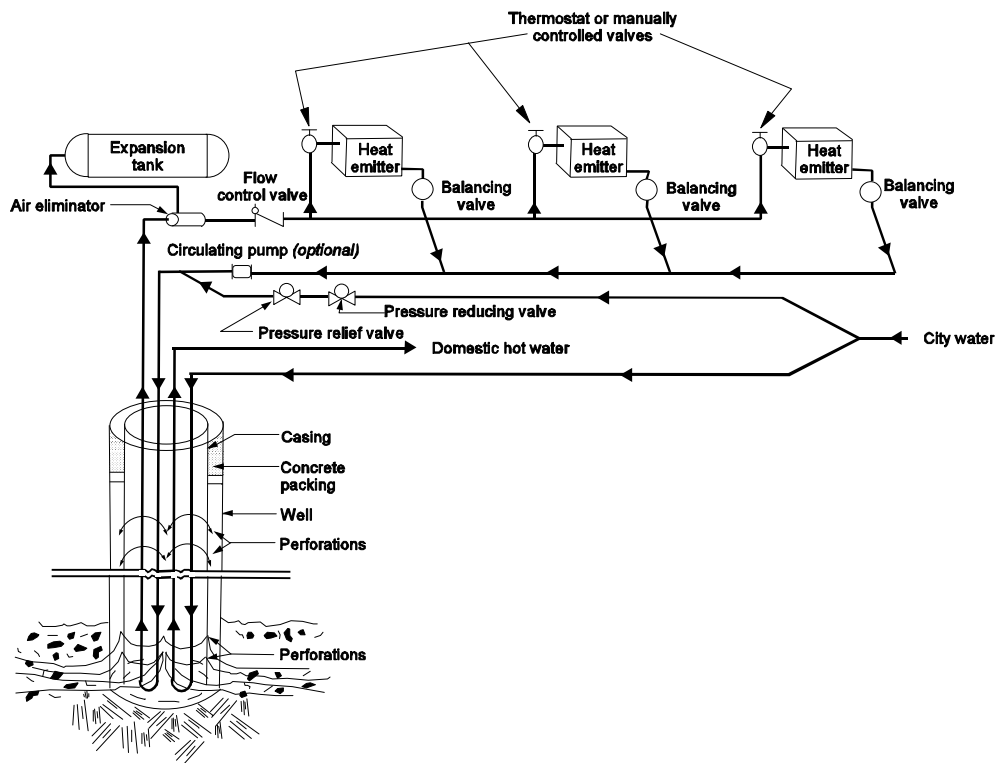 Thermostat or manually
controlled valves
Expansion
tank
Heat
emitter
Heat
emitter
Heat
emitter
Flow
control valve
Balancing
valve
Balancing
valve
Balancing
valve
Air eliminator
Circulating pump (optional)
Pressure reducing valve
Pressure relief valve
City water
Domestic hot water
Casing
Concrete
packing
Well
Perforations
Perforations